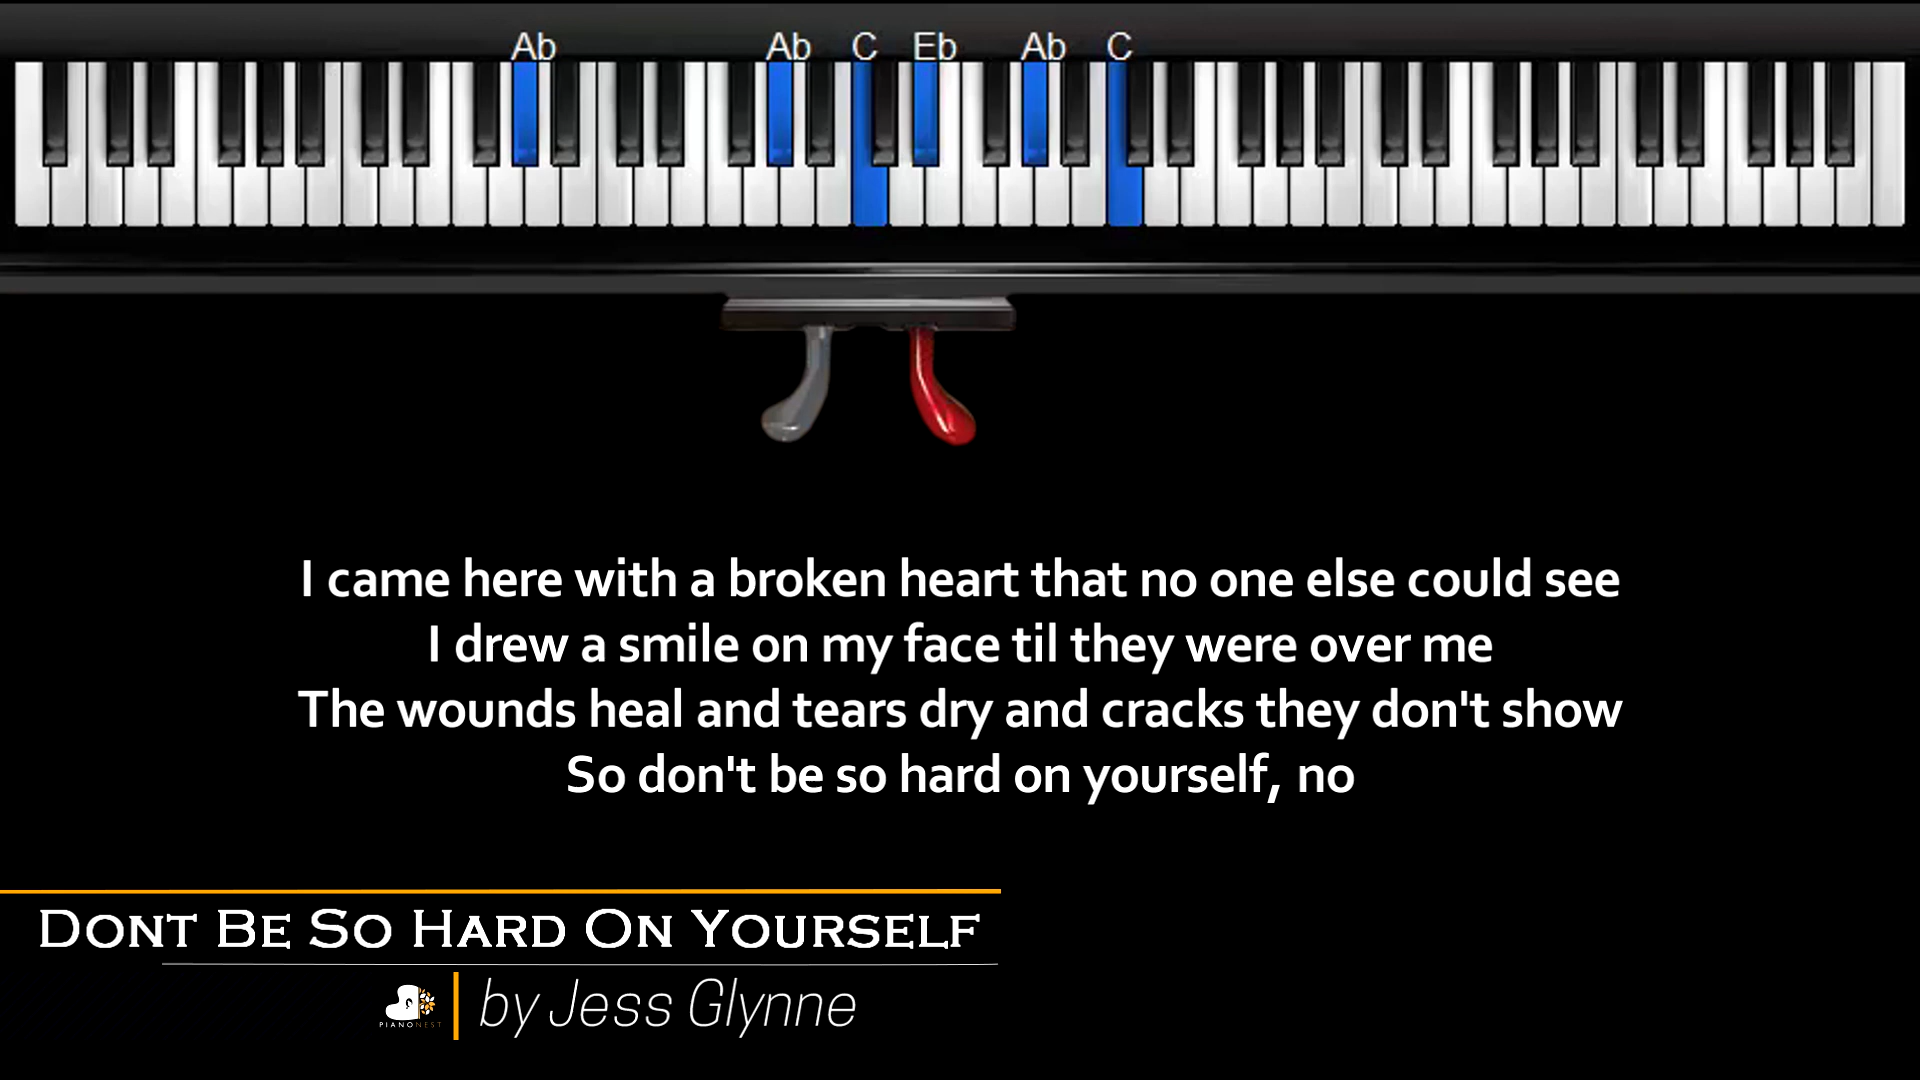 Ab Ab C Eb Ab C
I came here with a broken heart that no one else could see
I drew a smile on my face til they were over me
The wounds heal and tears dry and cracks they don't show
So don't be so hard on yourself, no
Dont Be So Hard On Yourself
by Jess Glynne
PIANONEST